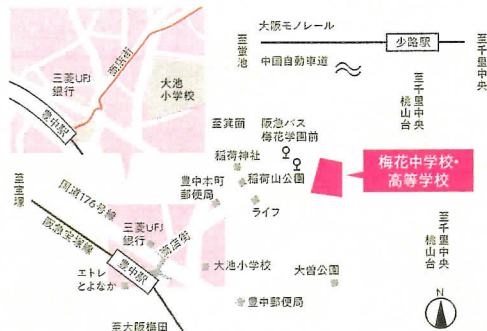 大阪モノレール
少路駅
至蛍池
至千里中央
中国自動車道
商店街
三菱UFJ
銀行
大池
小学校
豊中駅
至千里中央
桃山台
至箕面
阪急バス
梅花学園前
稲荷神社
梅花中学校・
高等学校
稲荷山公園
豊中本町
郵便局
ライフ
至宝塚
国道176号線
阪急宝塚線
三菱UFJ
銀行
商店街
豊中駅
大池小学校
大曽公園
至千里中央
桃山台
エトレ
とよなか
豊中郵便局
至大阪梅田
N